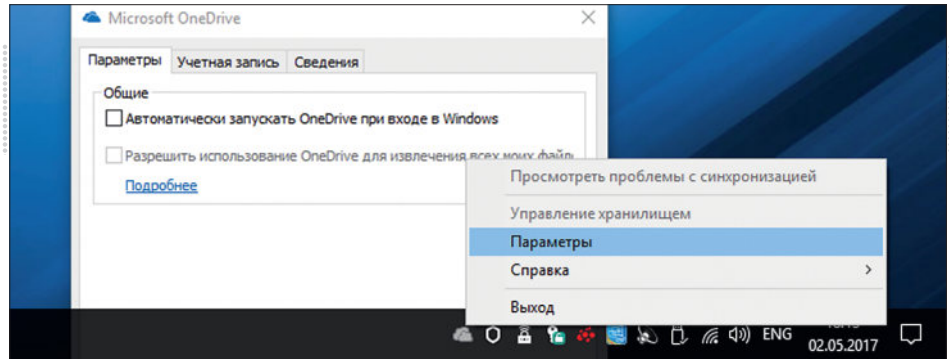 Microsoft OneDrive
Параметры Учетная запись Сведения
Общие
Автоматически запускать OneDrive при входе в Windows
Разрешить использование OneDrive для извлечения всех моих
Подробнее
Просмотреть проблемы с синхронизацией
Управление хранилищем
Параметры
Справка
Выход
ENG
02.05.2017